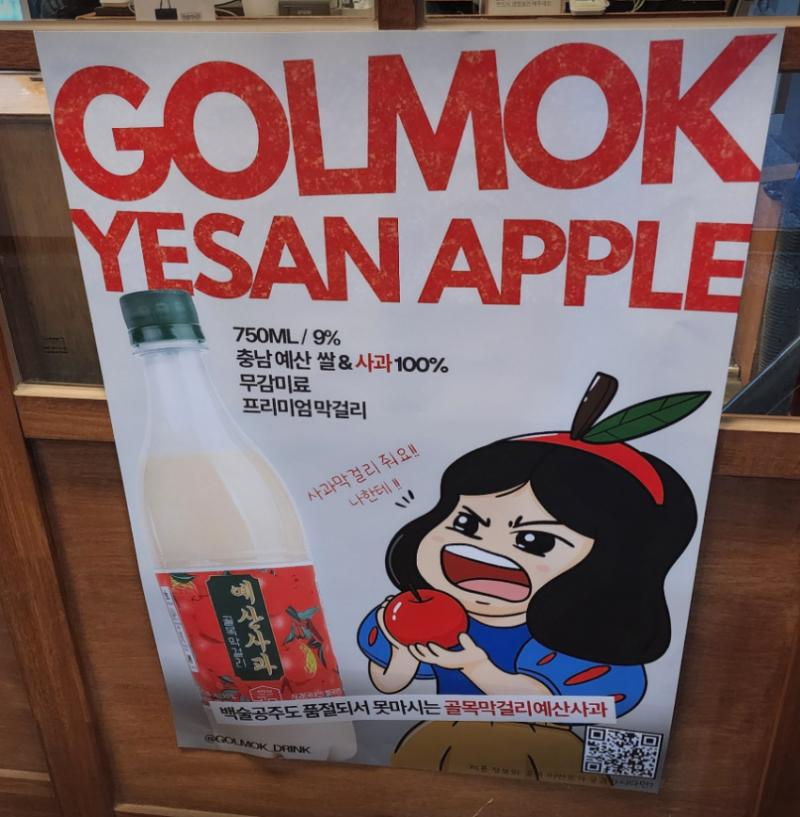 GOLMOK
YESAN APPLE
750ML / 9%
충남 예산 쌀 & 사과 100%
무감미료
프리미엄 막걸리
사과막걸리 줘요!!
나한테!!
예산사과
골목막걸리
백술공주도 품절되서 못마시는 골목막걸리예산사과
@GOLMOK_DRINK